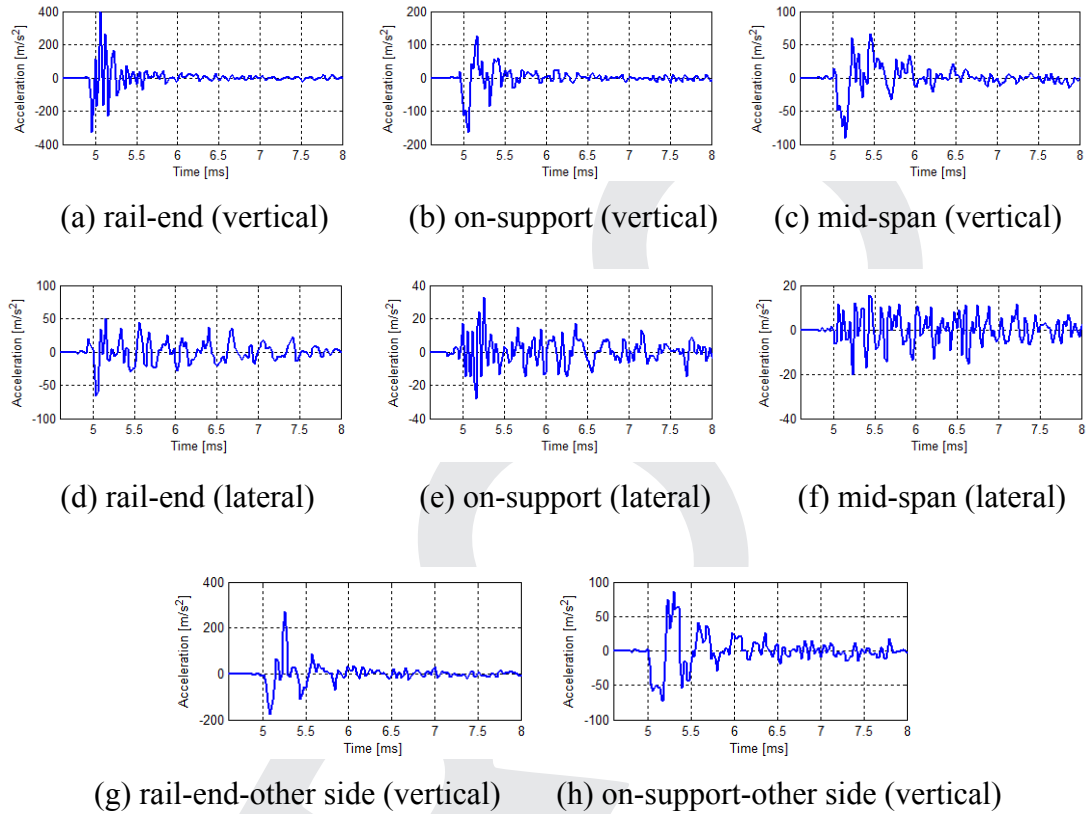 400
200
0
-200
-400
Acceleration [m/s²]
5 5.5 6 6.5 7 7.5 8
Time [ms]
(a) rail-end (vertical)
200
100
0
-100
-200
Acceleration [m/s²]
5 5.5 6 6.5 7 7.5 8
Time [ms]
(b) on-support (vertical)
100
50
0
-50
-100
Acceleration [m/s²]
5 5.5 6 6.5 7 7.5 8
Time [ms]
(c) mid-span (vertical)
100
50
0
-50
-100
Acceleration [m/s²]
5 5.5 6 6.5 7 7.5 8
Time [ms]
(d) rail-end (lateral)
40
20
0
-20
-40
Acceleration [m/s²]
5 5.5 6 6.5 7 7.5 8
Time [ms]
(e) on-support (lateral)
20
0
-20
-40
Acceleration [m/s²]
5 5.5 6 6.5 7 7.5 8
Time [ms]
(f) mid-span (lateral)
400
200
0
-200
Acceleration [m/s²]
5 5.5 6 6.5 7 7.5 8
Time [ms]
(g) rail-end-other side (vertical)
100
50
0
-50
-100
Acceleration [m/s²]
5 5.5 6 6.5 7 7.5 8
Time [ms]
(h) on-support-other side (vertical)